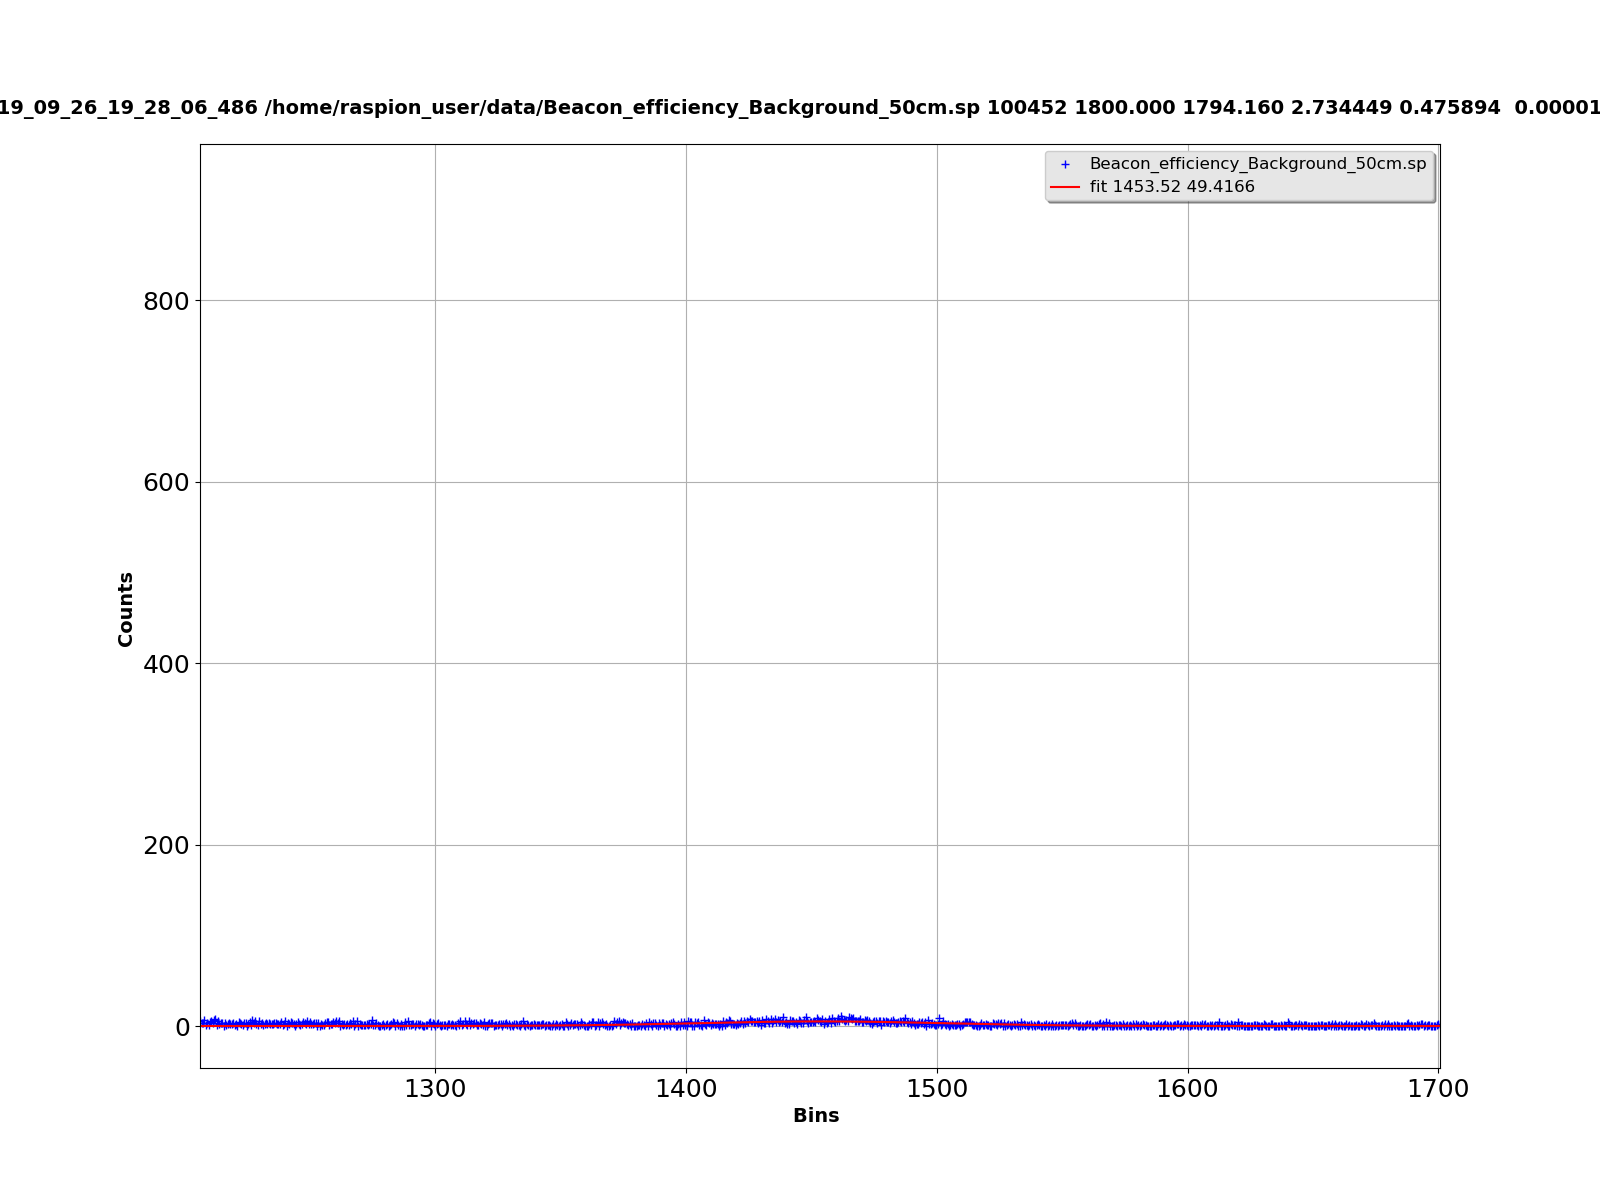 19_09_26_19_28_06_486 /home/raspion_user/data/Beacon_efficiency_Background_50cm.sp 100452 1800.000 1794.160 2.734449 0.475894 0.00001
Beacon_efficiency_Background_50cm.sp
fit 1453.52 49.4166
800
600
400
200
0
Counts
1300 1400 1500 1600 1700
Bins